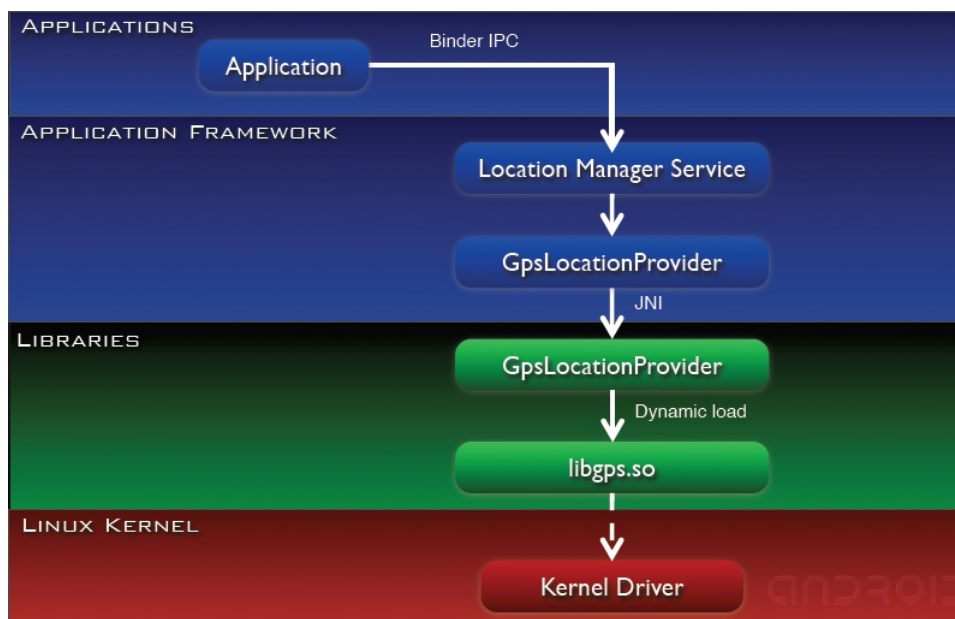 APPLICATIONS
Binder IPC
Application
APPLICATION FRAMEWORK
Location Manager Service
GpsLocationProvider
JNI
LIBRARIES
GpsLocationProvider
Dynamic load
libgps.so
LINUX KERNEL
Kernel Driver
ANDROID